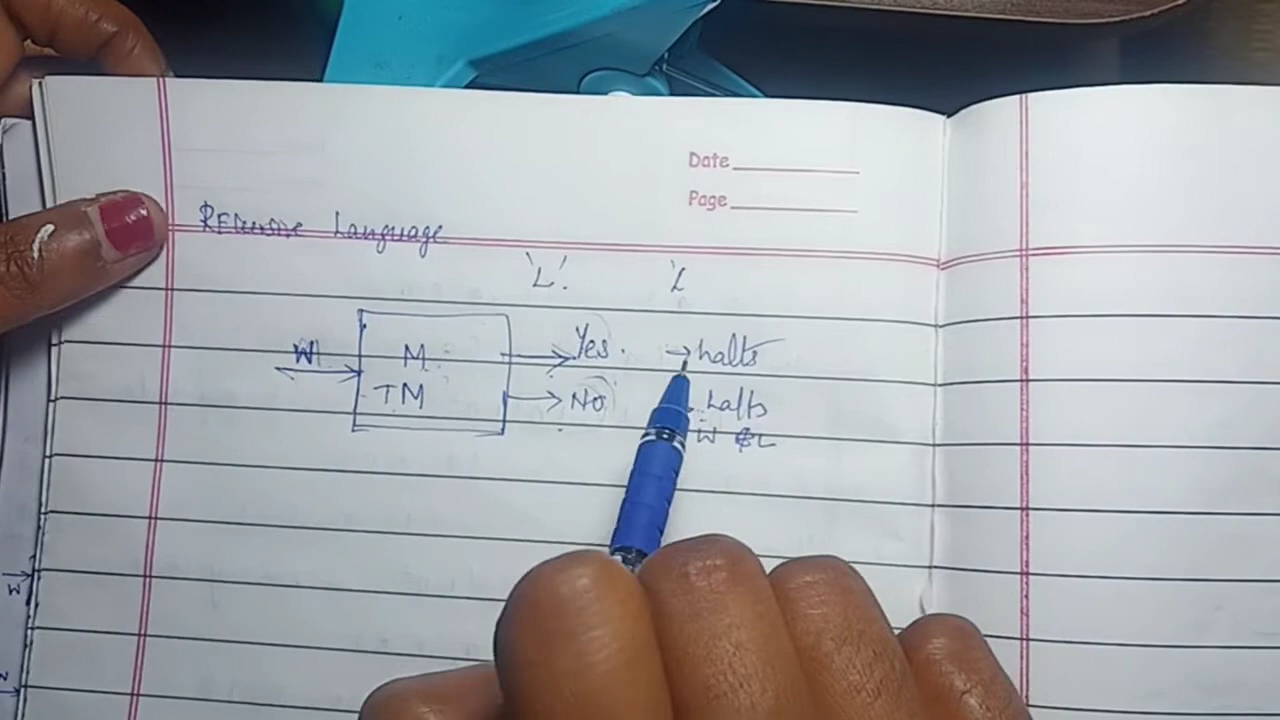 Date
Page
REcursive Language
'L'. 'L
W M Yes. → halts
TM No halts
W ∉ L